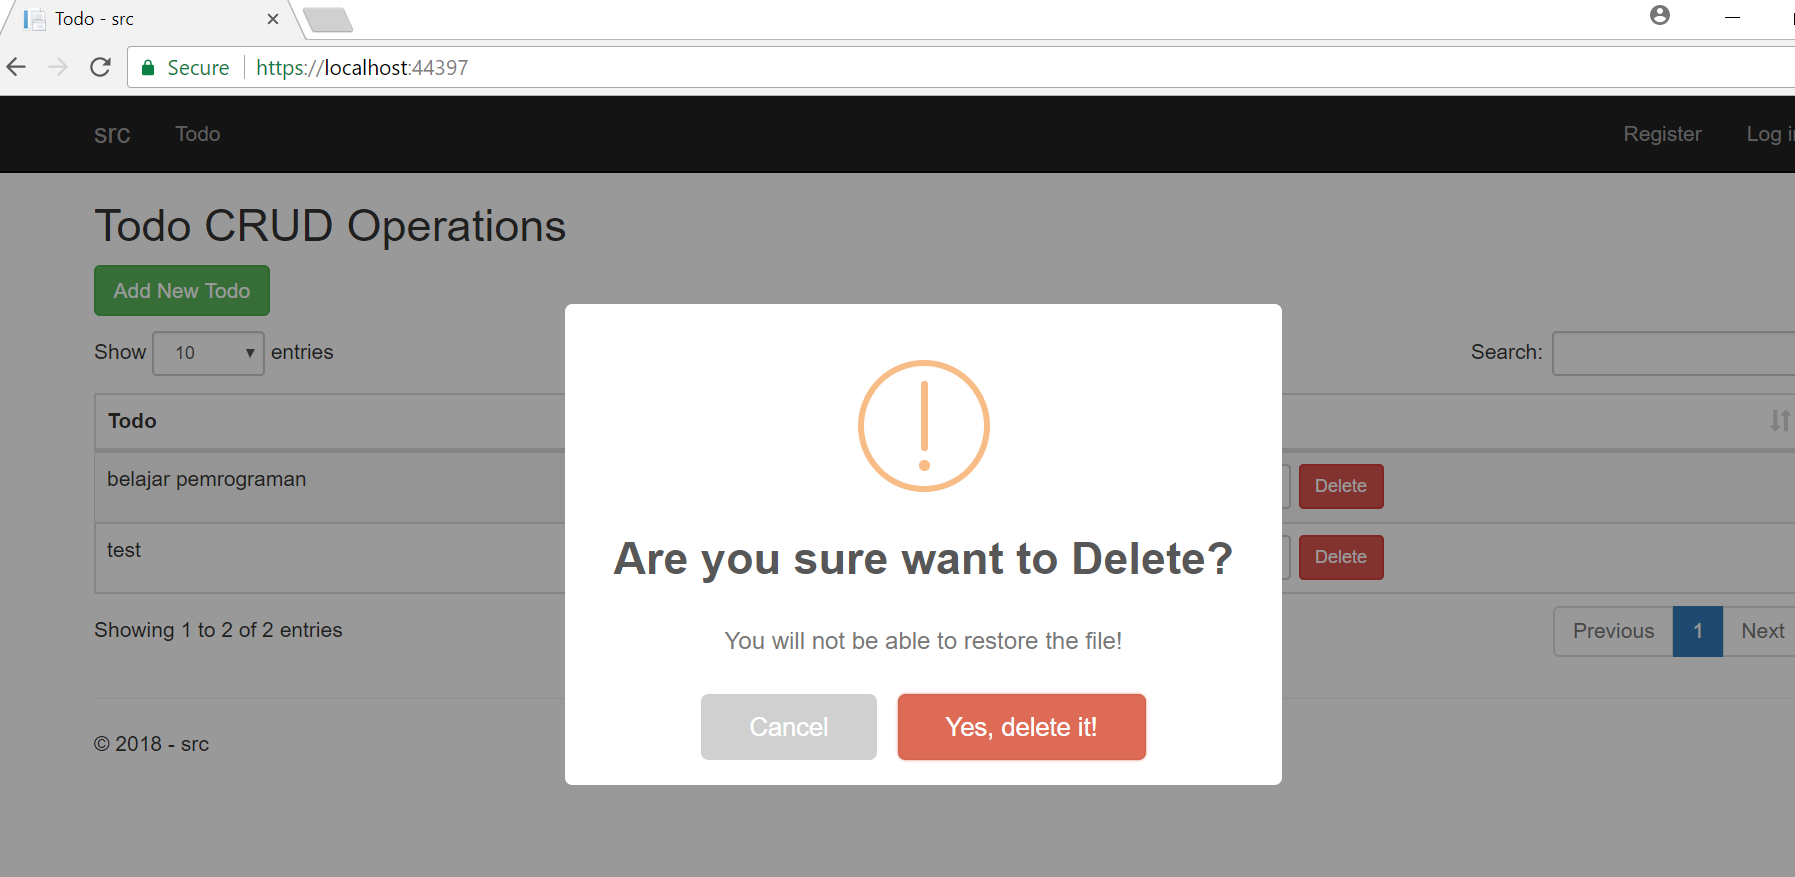 Todo - src
Secure https://localhost:44397
src Todo Register Log in
Todo CRUD Operations
Add New Todo
Show 10 entries Search:
Todo
belajar pemrograman Delete
test Delete
Showing 1 to 2 of 2 entries Previous 1 Next
© 2018 - src
Are you sure want to Delete?
You will not be able to restore the file!
Cancel Yes, delete it!